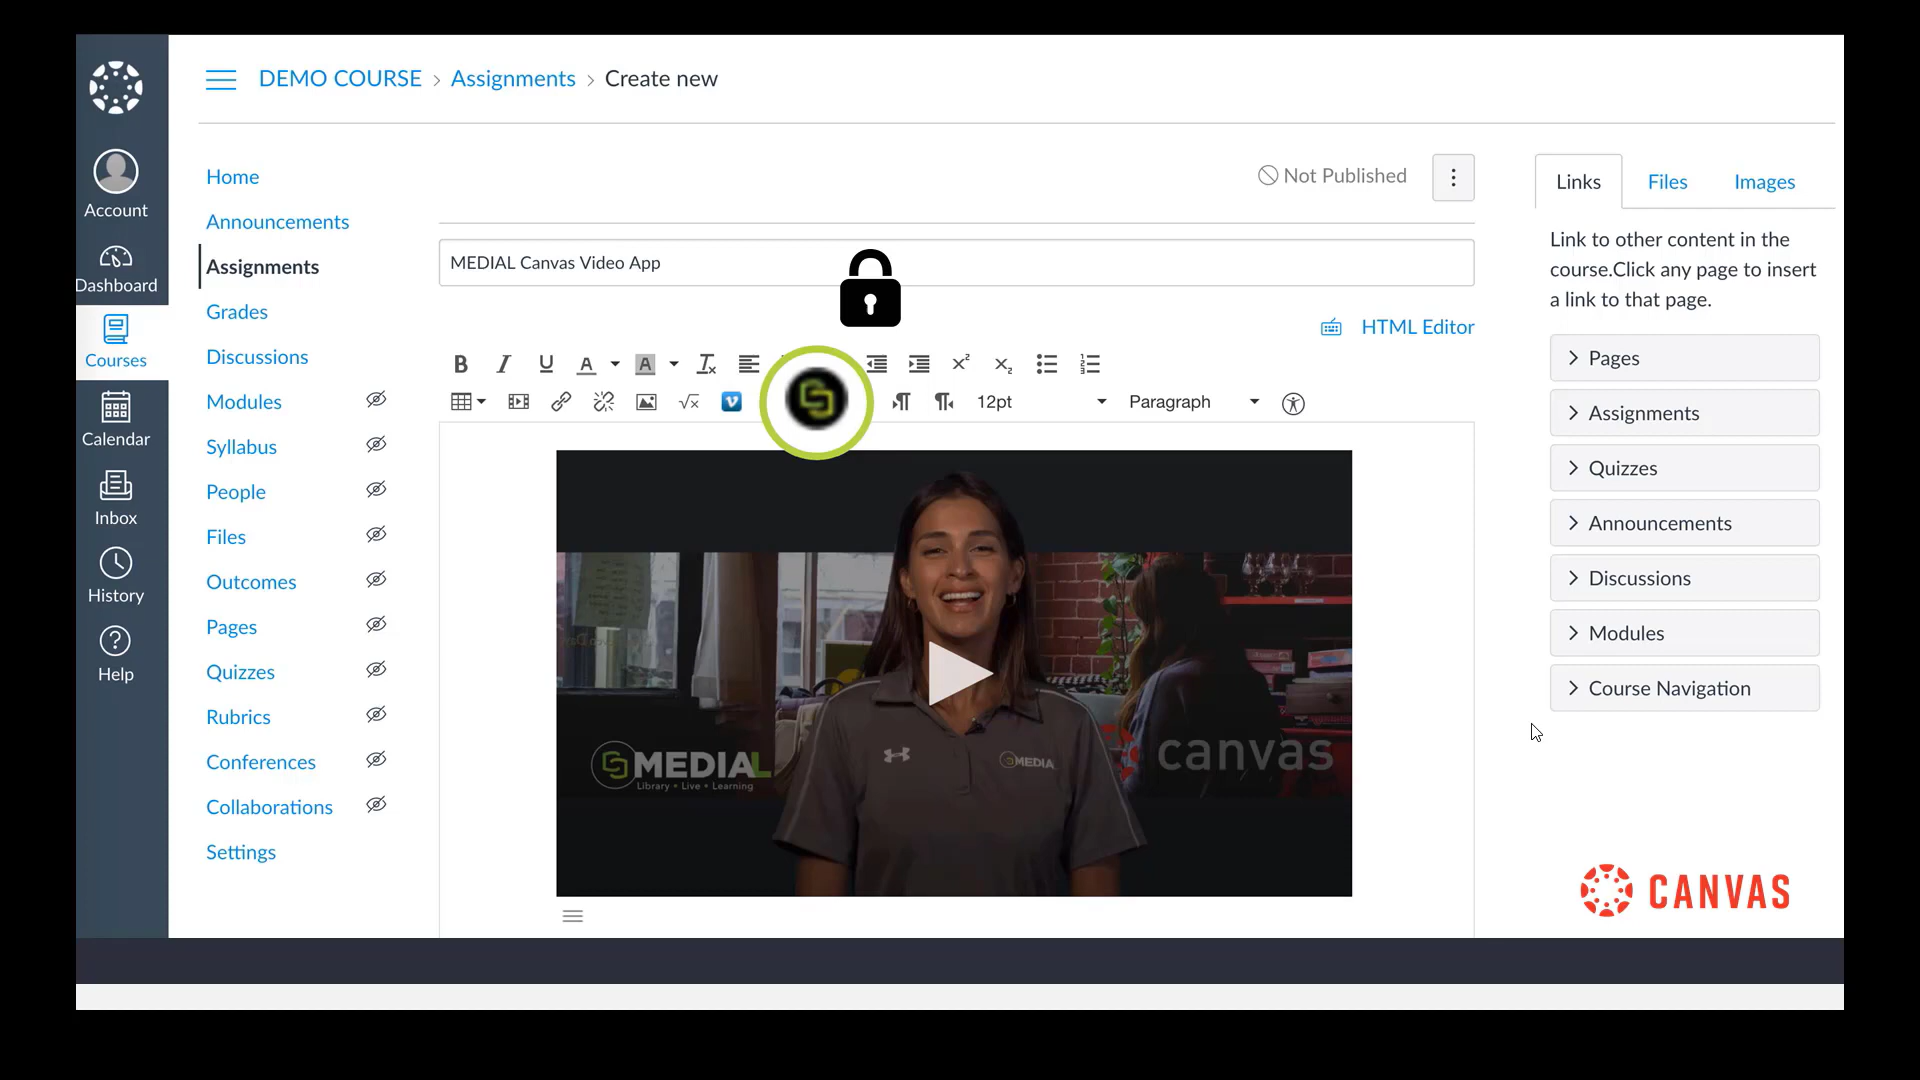 DEMO COURSE > Assignments > Create new
Account
Dashboard
Courses
Calendar
Inbox
History
Help
Home
Announcements
Assignments
Grades
Discussions
Modules
Syllabus
People
Files
Outcomes
Pages
Quizzes
Rubrics
Conferences
Collaborations
Settings
Not Published
MEDIAL Canvas Video App
HTML Editor
12pt
Paragraph
MEDIAL
Library • Live • Learning
MEDIAL
canvas
Links
Files
Images
Link to other content in the
course.Click any page to insert
a link to that page.
Pages
Assignments
Quizzes
Announcements
Discussions
Modules
Course Navigation
CANVAS